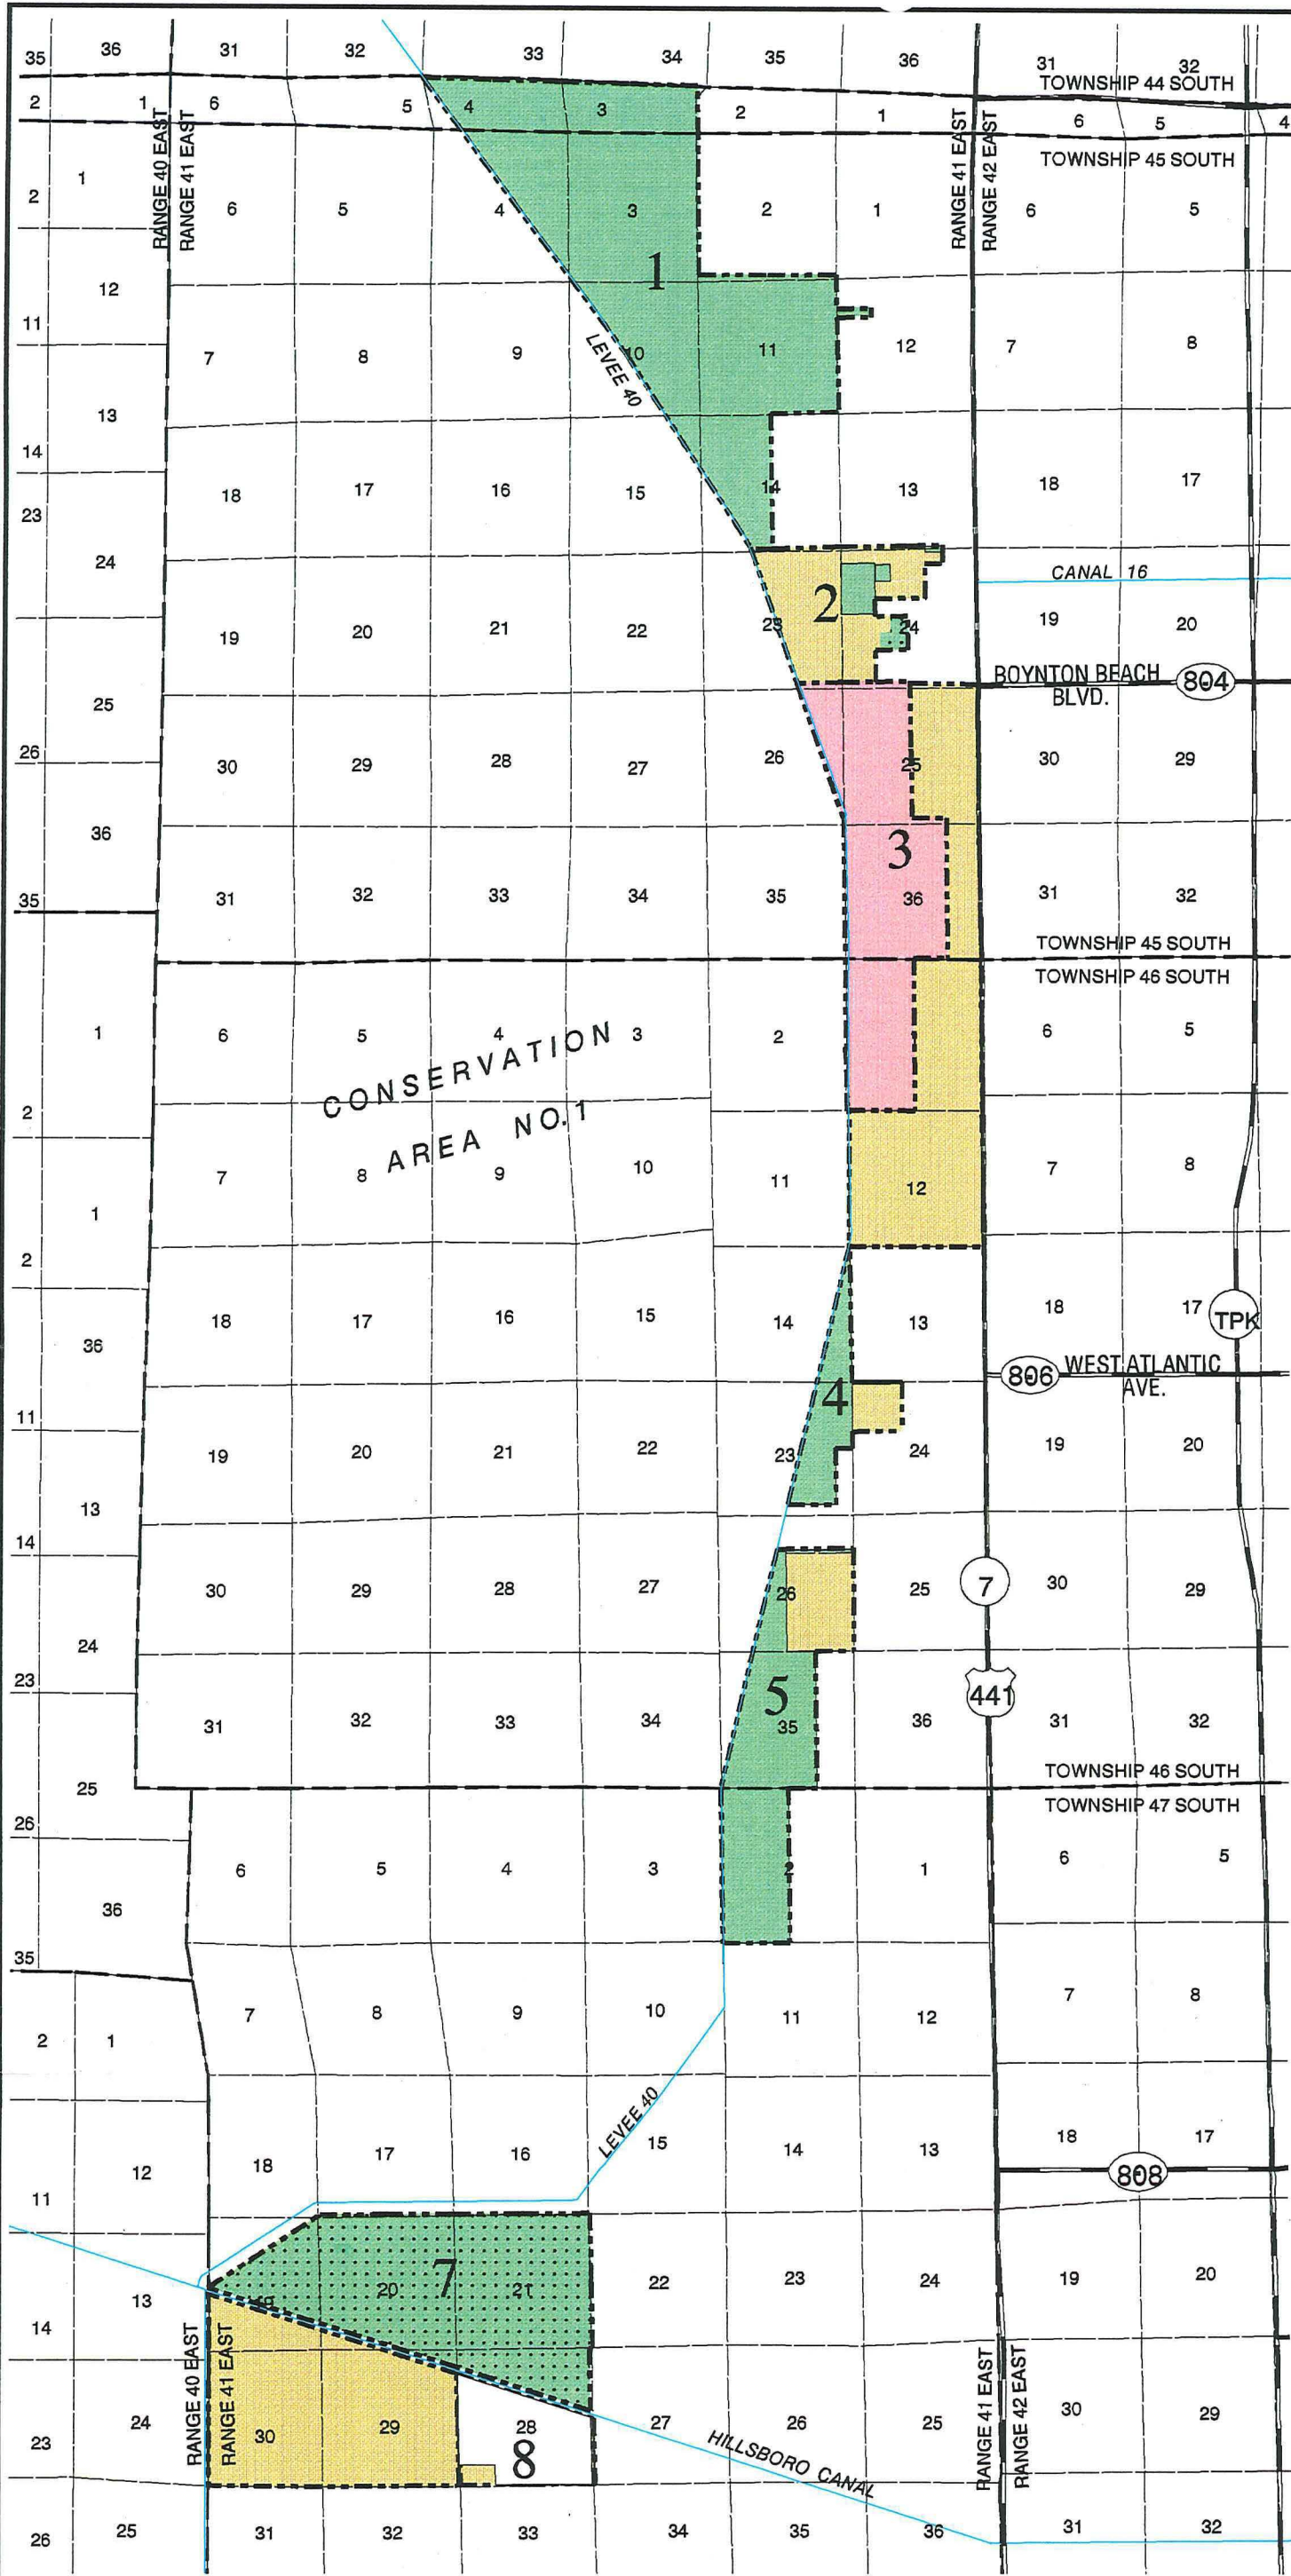 35 36 31 32 33 34 35 36 31 32
TOWNSHIP 44 SOUTH
2 1 6 5 4 3 2 1 6 5 4
RANGE 40 EAST
RANGE 41 EAST
RANGE 41 EAST
RANGE 42 EAST
TOWNSHIP 45 SOUTH
1
2 6 5 4 3 2 1 6 5
1
12
11 7 8 9 10 11 12 7 8
LEVEE 40
13
14 18 17 16 15 14 13 18 17
23
24
CANAL 16
2
19 20 21 22 23 24 19 20
BOYNTON BEACH
BLVD.
804
25
26 30 29 28 27 26 25 30 29
36
3
35 31 32 33 34 35 36 31 32
TOWNSHIP 45 SOUTH
TOWNSHIP 46 SOUTH
1 6 5 4 3 2 6 5
CONSERVATION
AREA NO.1
2
7 8 9 10 11 12 7 8
1
2
18 17 16 15 14 13 18 17
TPK
36
806
WEST ATLANTIC
AVE.
4
11
19 20 21 22 23 24 19 20
13
14
30 29 28 27 26 25 30 29
7
24
23
441
5
31 32 33 34 35 36 31 32
TOWNSHIP 46 SOUTH
25
TOWNSHIP 47 SOUTH
26
6 5 4 3 2 1 6 5
36
35
7 8 9 10 11 12 7 8
2 1
LEVEE 40
18 17 16 15 14 13 18 17
12
808
11
7
13 19 20 21 22 23 24 19 20
14
RANGE 40 EAST
RANGE 41 EAST
RANGE 41 EAST
RANGE 42 EAST
24 30 29 28 27 26 25 30 29
23
8
HILLSBORO CANAL
26 25 31 32 33 34 35 36 31 32